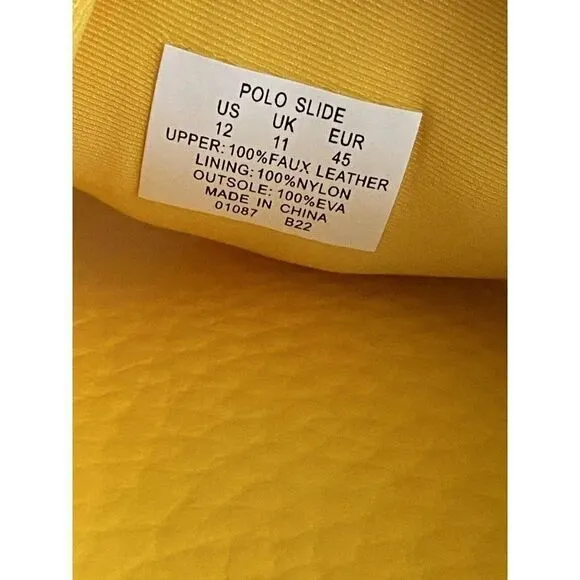 POLO SLIDE
US UK EUR
12 11 45
UPPER: 100%FAUX LEATHER
LINING: 100%NYLON
OUTSOLE: 100%EVA
MADE IN CHINA
01087 B22